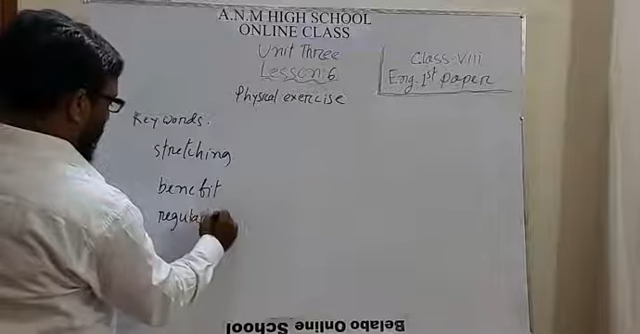 A.N.M HIGH SCHOOL
ONLINE CLASS
Unit Three
Lesson: 6
Physical exercise
Class-VIII
Eng. 1st paper
Key words:
stretching
benefit
Belabo Online School